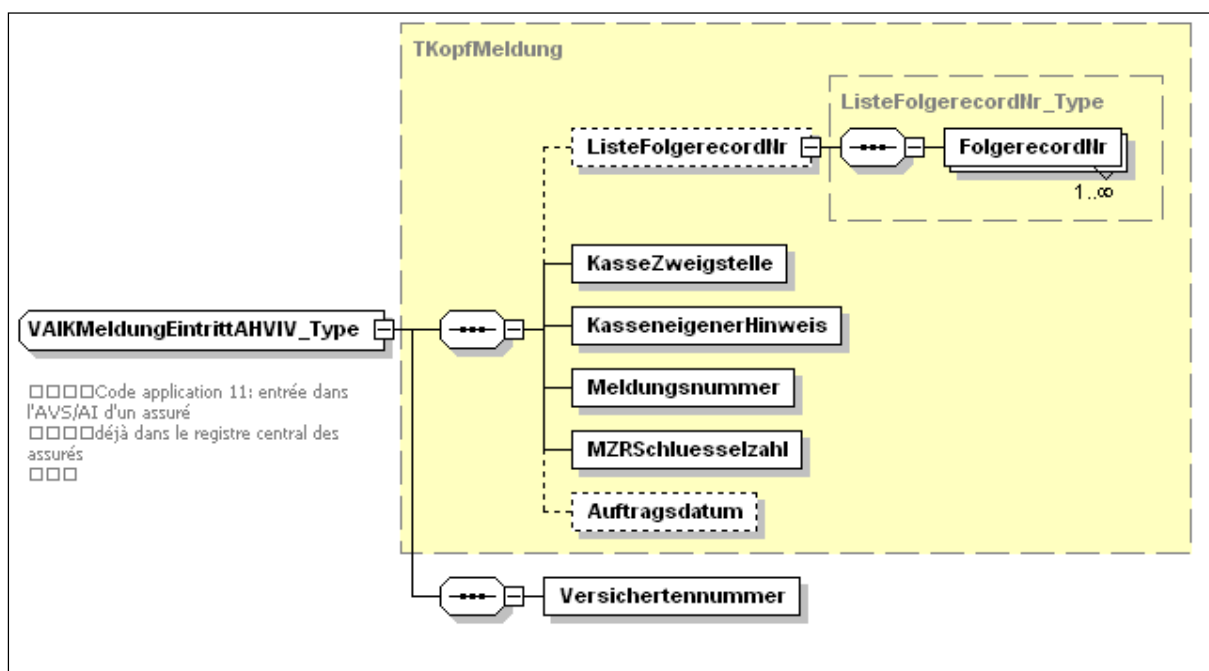 TKopfMeldung
ListeFolgerecordNr_Type
ListeFolgerecordNr
FolgerecordNr
1..∞
KasseZweigstelle
VAIKMeldungEintrittAHVIV_Type
KasseneigenerHinweis
Meldungsnummer
□□□□Code application 11: entrée dans
l'AVS/AI d'un assuré
□□□□déjà dans le registre central des
assurés
□□□
MZRSchluesselzahl
Auftragsdatum
Versichertennummer